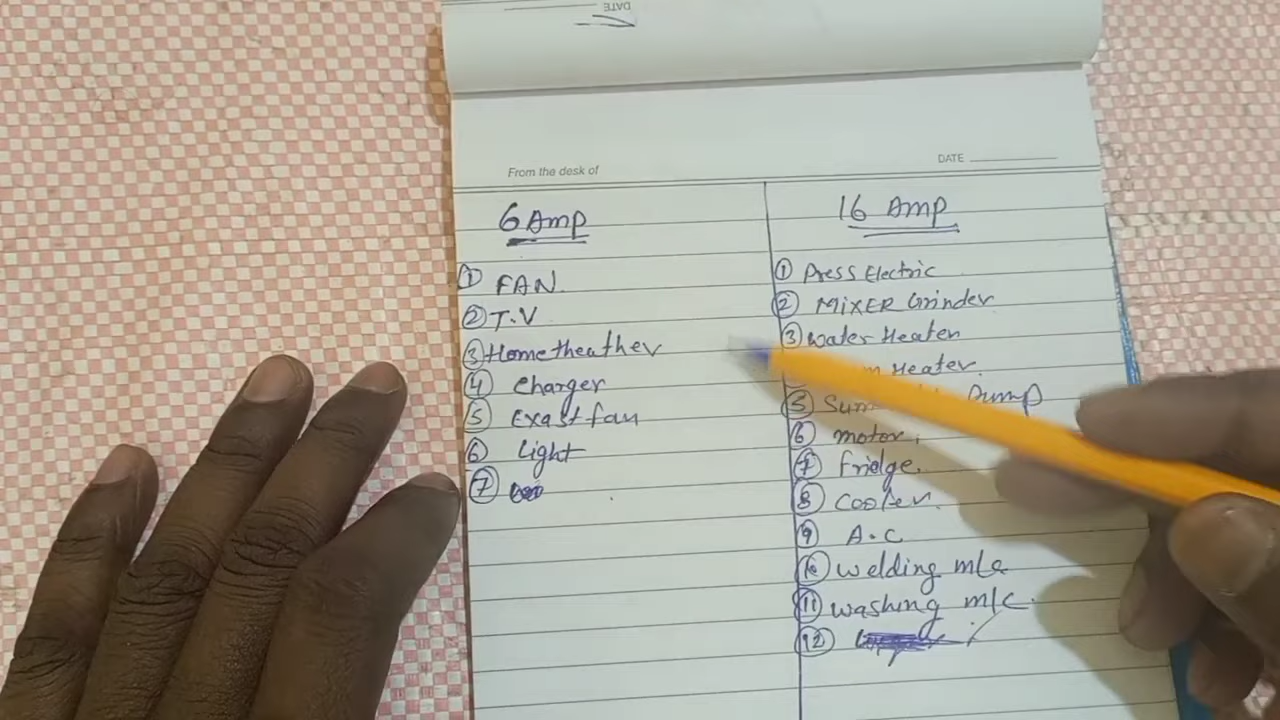 DATE
From the desk of
DATE
6 Amp
① FAN.
② T.V
③ Hometheather
④ Charger
⑤ Exast fan
⑥ Light
⑦
16 Amp
① Press Electric
② MIXER Grinder
③ Water Heater
Heater.
⑤ Pump
⑥ motor.
⑦ fridge.
⑧ Cooler.
⑨ A.C
⑩ welding m/c
⑪ washing m/c.
⑫